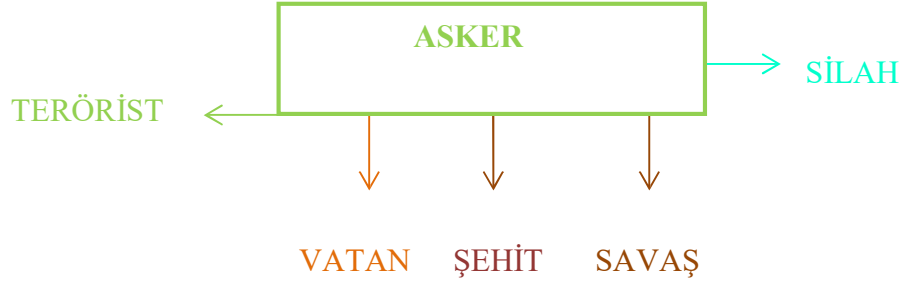 ASKER
SİLAH
TERÖRİST
VATAN ŞEHİT SAVAŞ